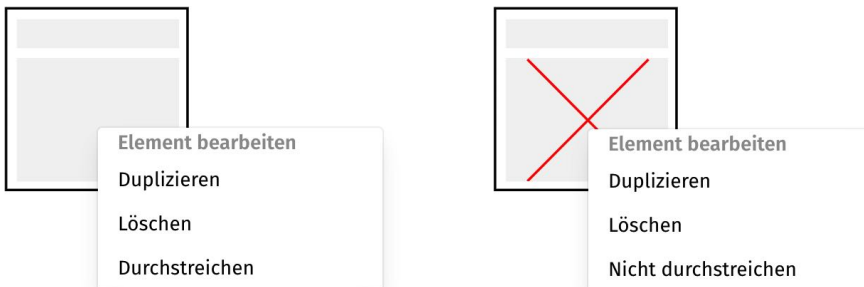 Element bearbeiten
Duplizieren
Löschen
Durchstreichen
Element bearbeiten
Duplizieren
Löschen
Nicht durchstreichen